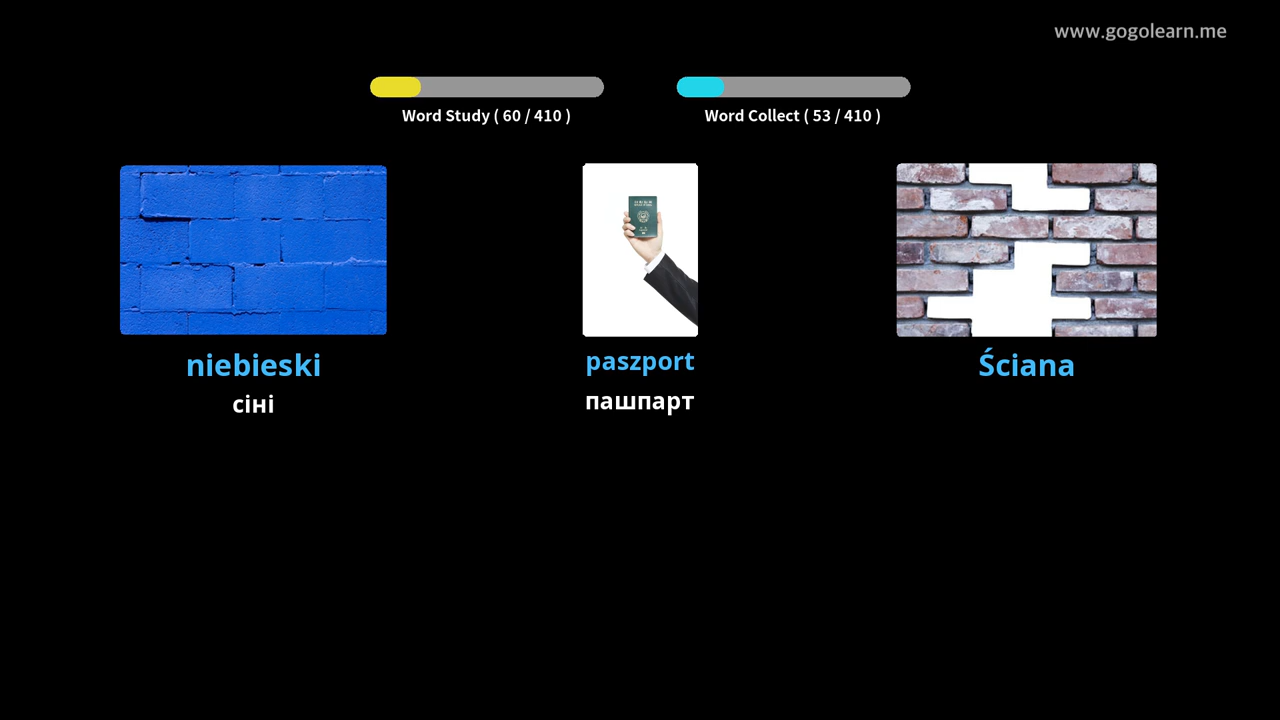 www.gogolearn.me
Word Study ( 60 / 410 )
Word Collect ( 53 / 410 )
niebieski
сіні
paszport
пашпарт
Ściana